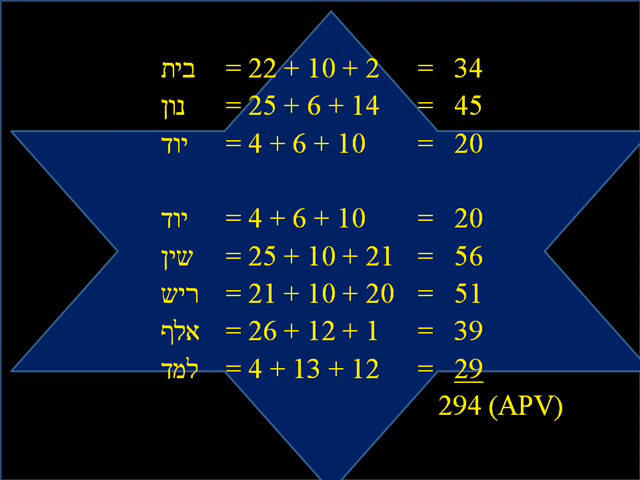 בית = 22 + 10 + 2 = 34
נון = 25 + 6 + 14 = 45
יוד = 4 + 6 + 10 = 20
יוד = 4 + 6 + 10 = 20
שין = 25 + 10 + 21 = 56
ריש = 21 + 10 + 20 = 51
אלף = 26 + 12 + 1 = 39
למד = 4 + 13 + 12 = 29
294 (APV)